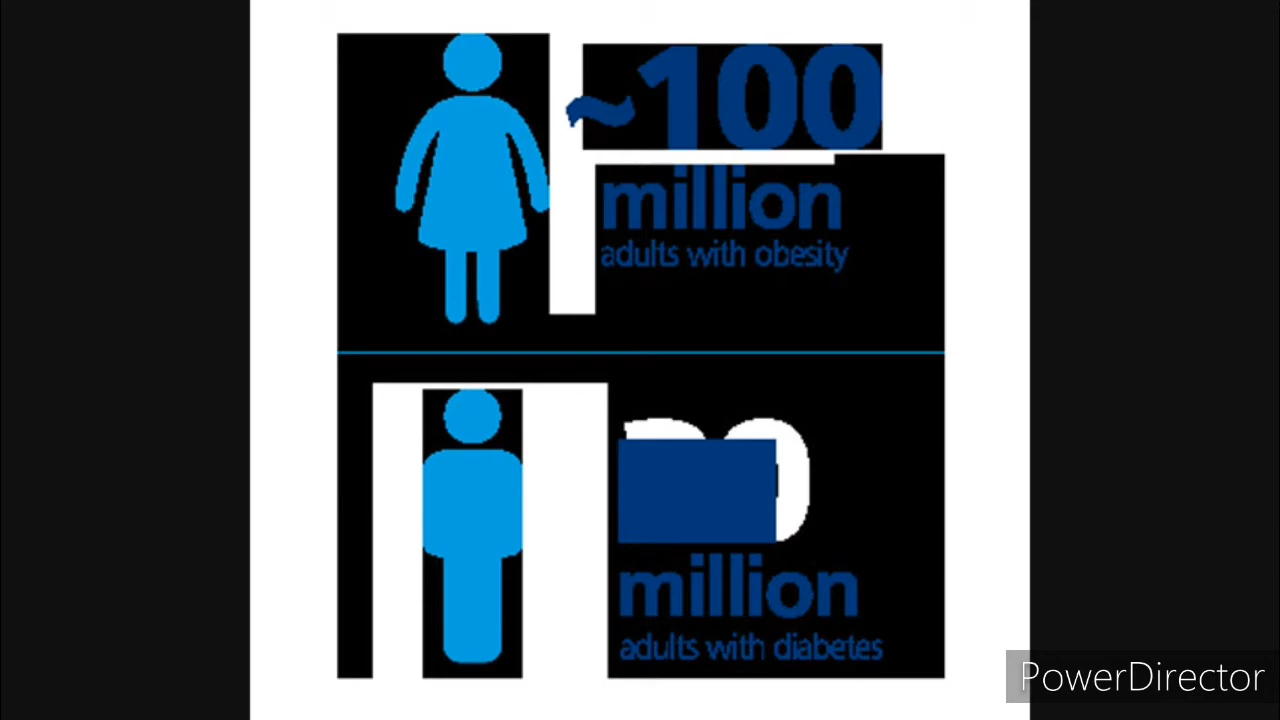 ~100
million
adults with obesity
million
adults with diabetes
PowerDirector